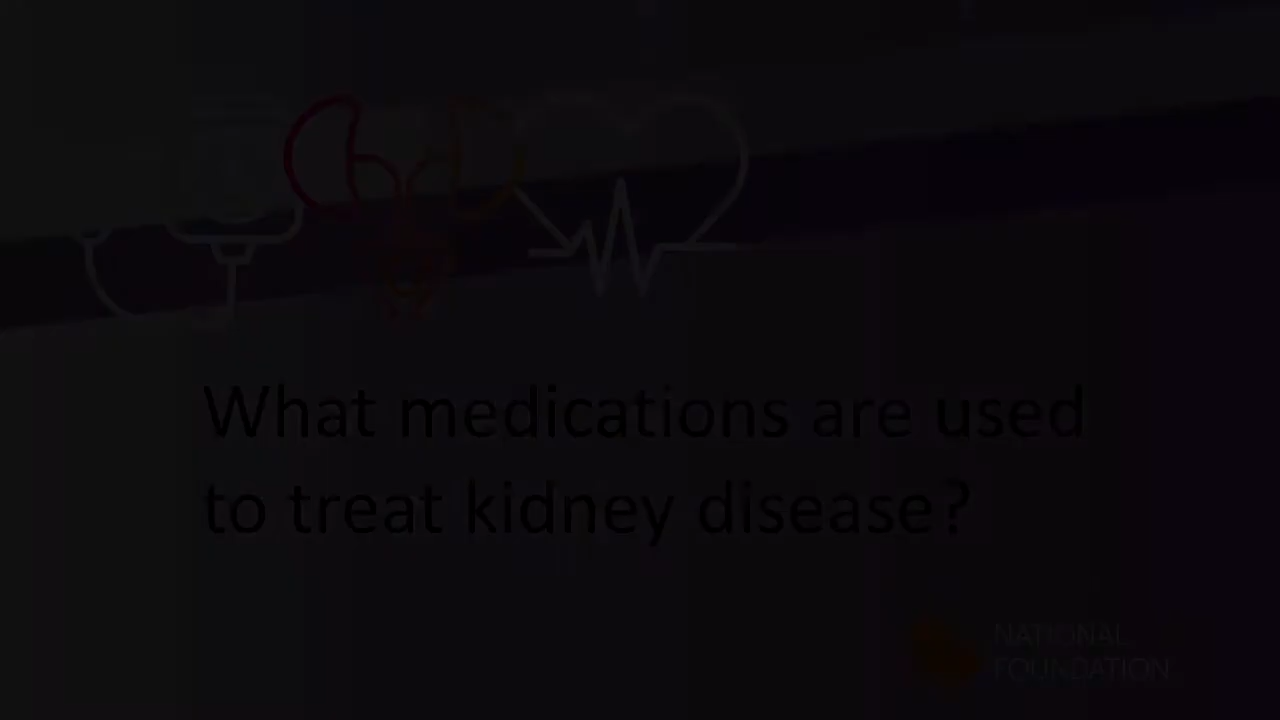 What medications are used
to treat kidney disease?
NATIONAL
FOUNDATION